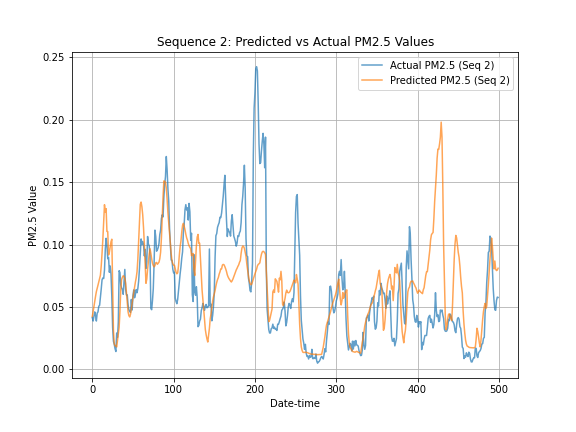 Sequence 2: Predicted vs Actual PM2.5 Values
Actual PM2.5 (Seq 2)
Predicted PM2.5 (Seq 2)
PM2.5 Value
0.25
0.20
0.15
0.10
0.05
0.00
0 100 200 300 400 500
Date-time